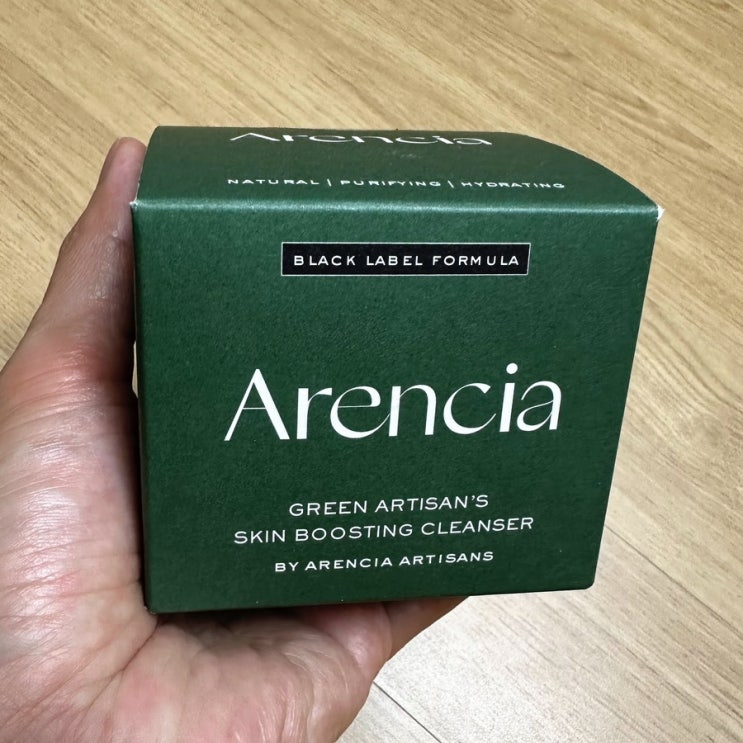 Arencia
NATURAL | PURIFYING | HYDRATING
BLACK LABEL FORMULA
Arencia
GREEN ARTISAN'S
SKIN BOOSTING CLEANSER
BY ARENCIA ARTISANS